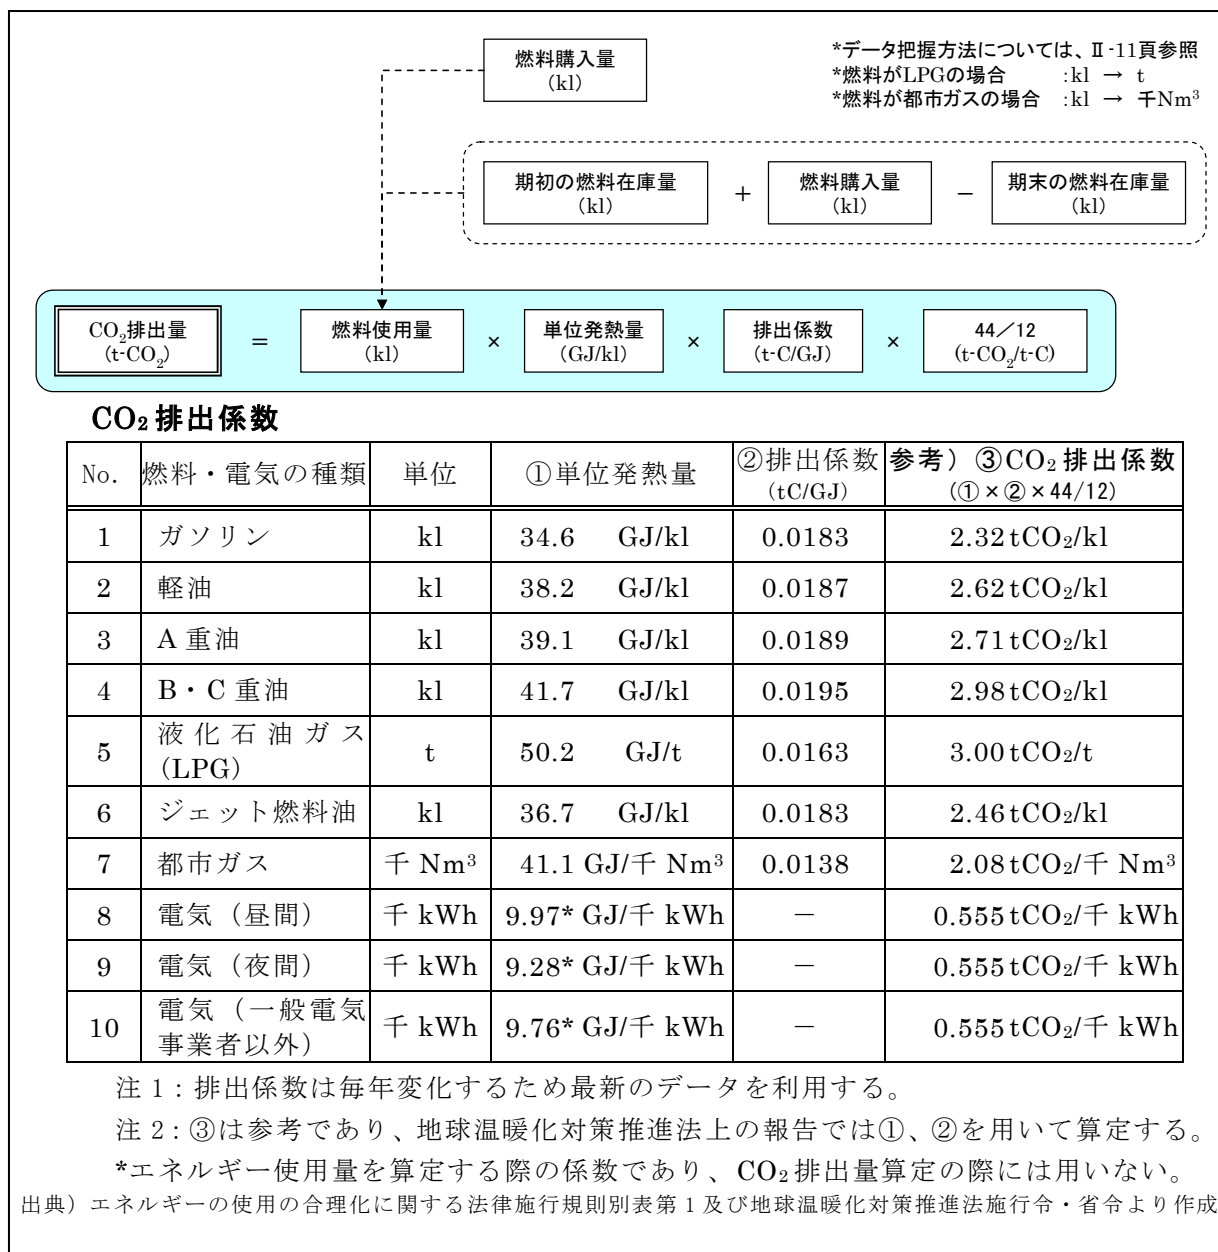 燃料購入量
（kl）
*データ把握方法については、Ⅱ-11頁参照
*燃料がLPGの場合　　:kl → t
*燃料が都市ガスの場合　:kl → 千Nm³
期初の燃料在庫量
（kl）
＋
燃料購入量
（kl）
－
期末の燃料在庫量
（kl）
CO₂排出量
（t-CO₂）
＝
燃料使用量
（kl）
×
単位発熱量
（GJ/kl）
×
排出係数
（t-C/GJ）
×
44／12
（t-CO₂/t-C）
CO₂排出係数
No. 燃料・電気の種類 単位 ①単位発熱量 ②排出係数 (tC/GJ) 参考）③CO₂排出係数 (①×②×44/12)
1 ガソリン kl 34.6 GJ/kl 0.0183 2.32tCO₂/kl
2 軽油 kl 38.2 GJ/kl 0.0187 2.62tCO₂/kl
3 A重油 kl 39.1 GJ/kl 0.0189 2.71tCO₂/kl
4 B・C重油 kl 41.7 GJ/kl 0.0195 2.98tCO₂/kl
5 液化石油ガス (LPG) t 50.2 GJ/t 0.0163 3.00tCO₂/t
6 ジェット燃料油 kl 36.7 GJ/kl 0.0183 2.46tCO₂/kl
7 都市ガス 千Nm³ 41.1 GJ/千Nm³ 0.0138 2.08tCO₂/千Nm³
8 電気（昼間） 千kWh 9.97* GJ/千kWh － 0.555tCO₂/千kWh
9 電気（夜間） 千kWh 9.28* GJ/千kWh － 0.555tCO₂/千kWh
10 電気（一般電気事業者以外） 千kWh 9.76* GJ/千kWh － 0.555tCO₂/千kWh
注1：排出係数は毎年変化するため最新のデータを利用する。
注2：③は参考であり、地球温暖化対策推進法上の報告では①、②を用いて算定する。
*エネルギー使用量を算定する際の係数であり、CO₂排出量算定の際には用いない。
出典）エネルギーの使用の合理化に関する法律施行規則別表第1及び地球温暖化対策推進法施行令・省令より作成